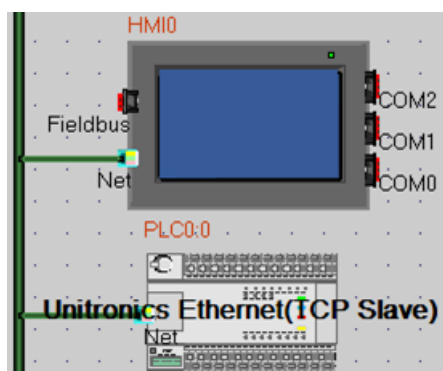 HMI0
COM2
Fieldbus
COM1
Net
COM0
PLC0:0
Unitronics Ethernet(TCP Slave)
Net